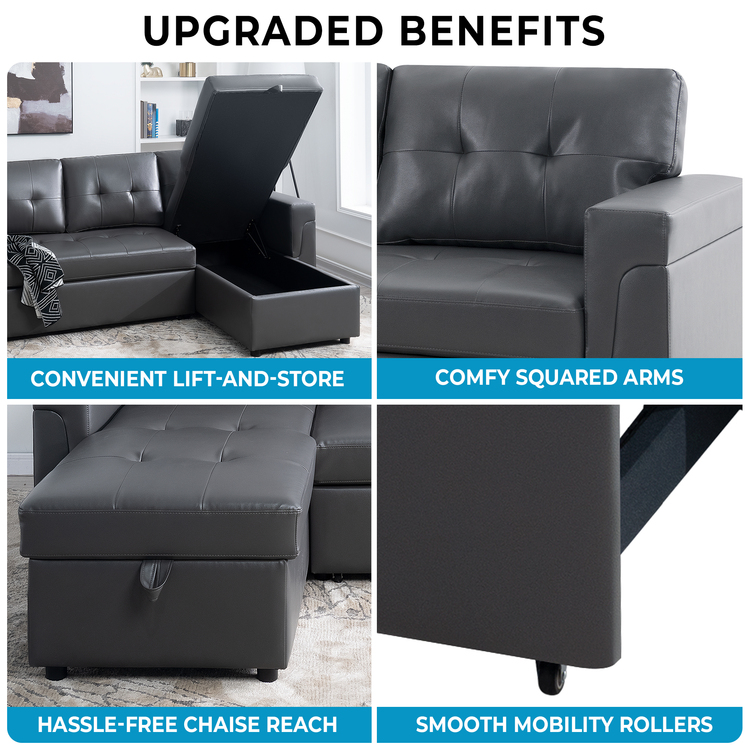 UPGRADED BENEFITS
CONVENIENT LIFT-AND-STORE
COMFY SQUARED ARMS
HASSLE-FREE CHAISE REACH
SMOOTH MOBILITY ROLLERS